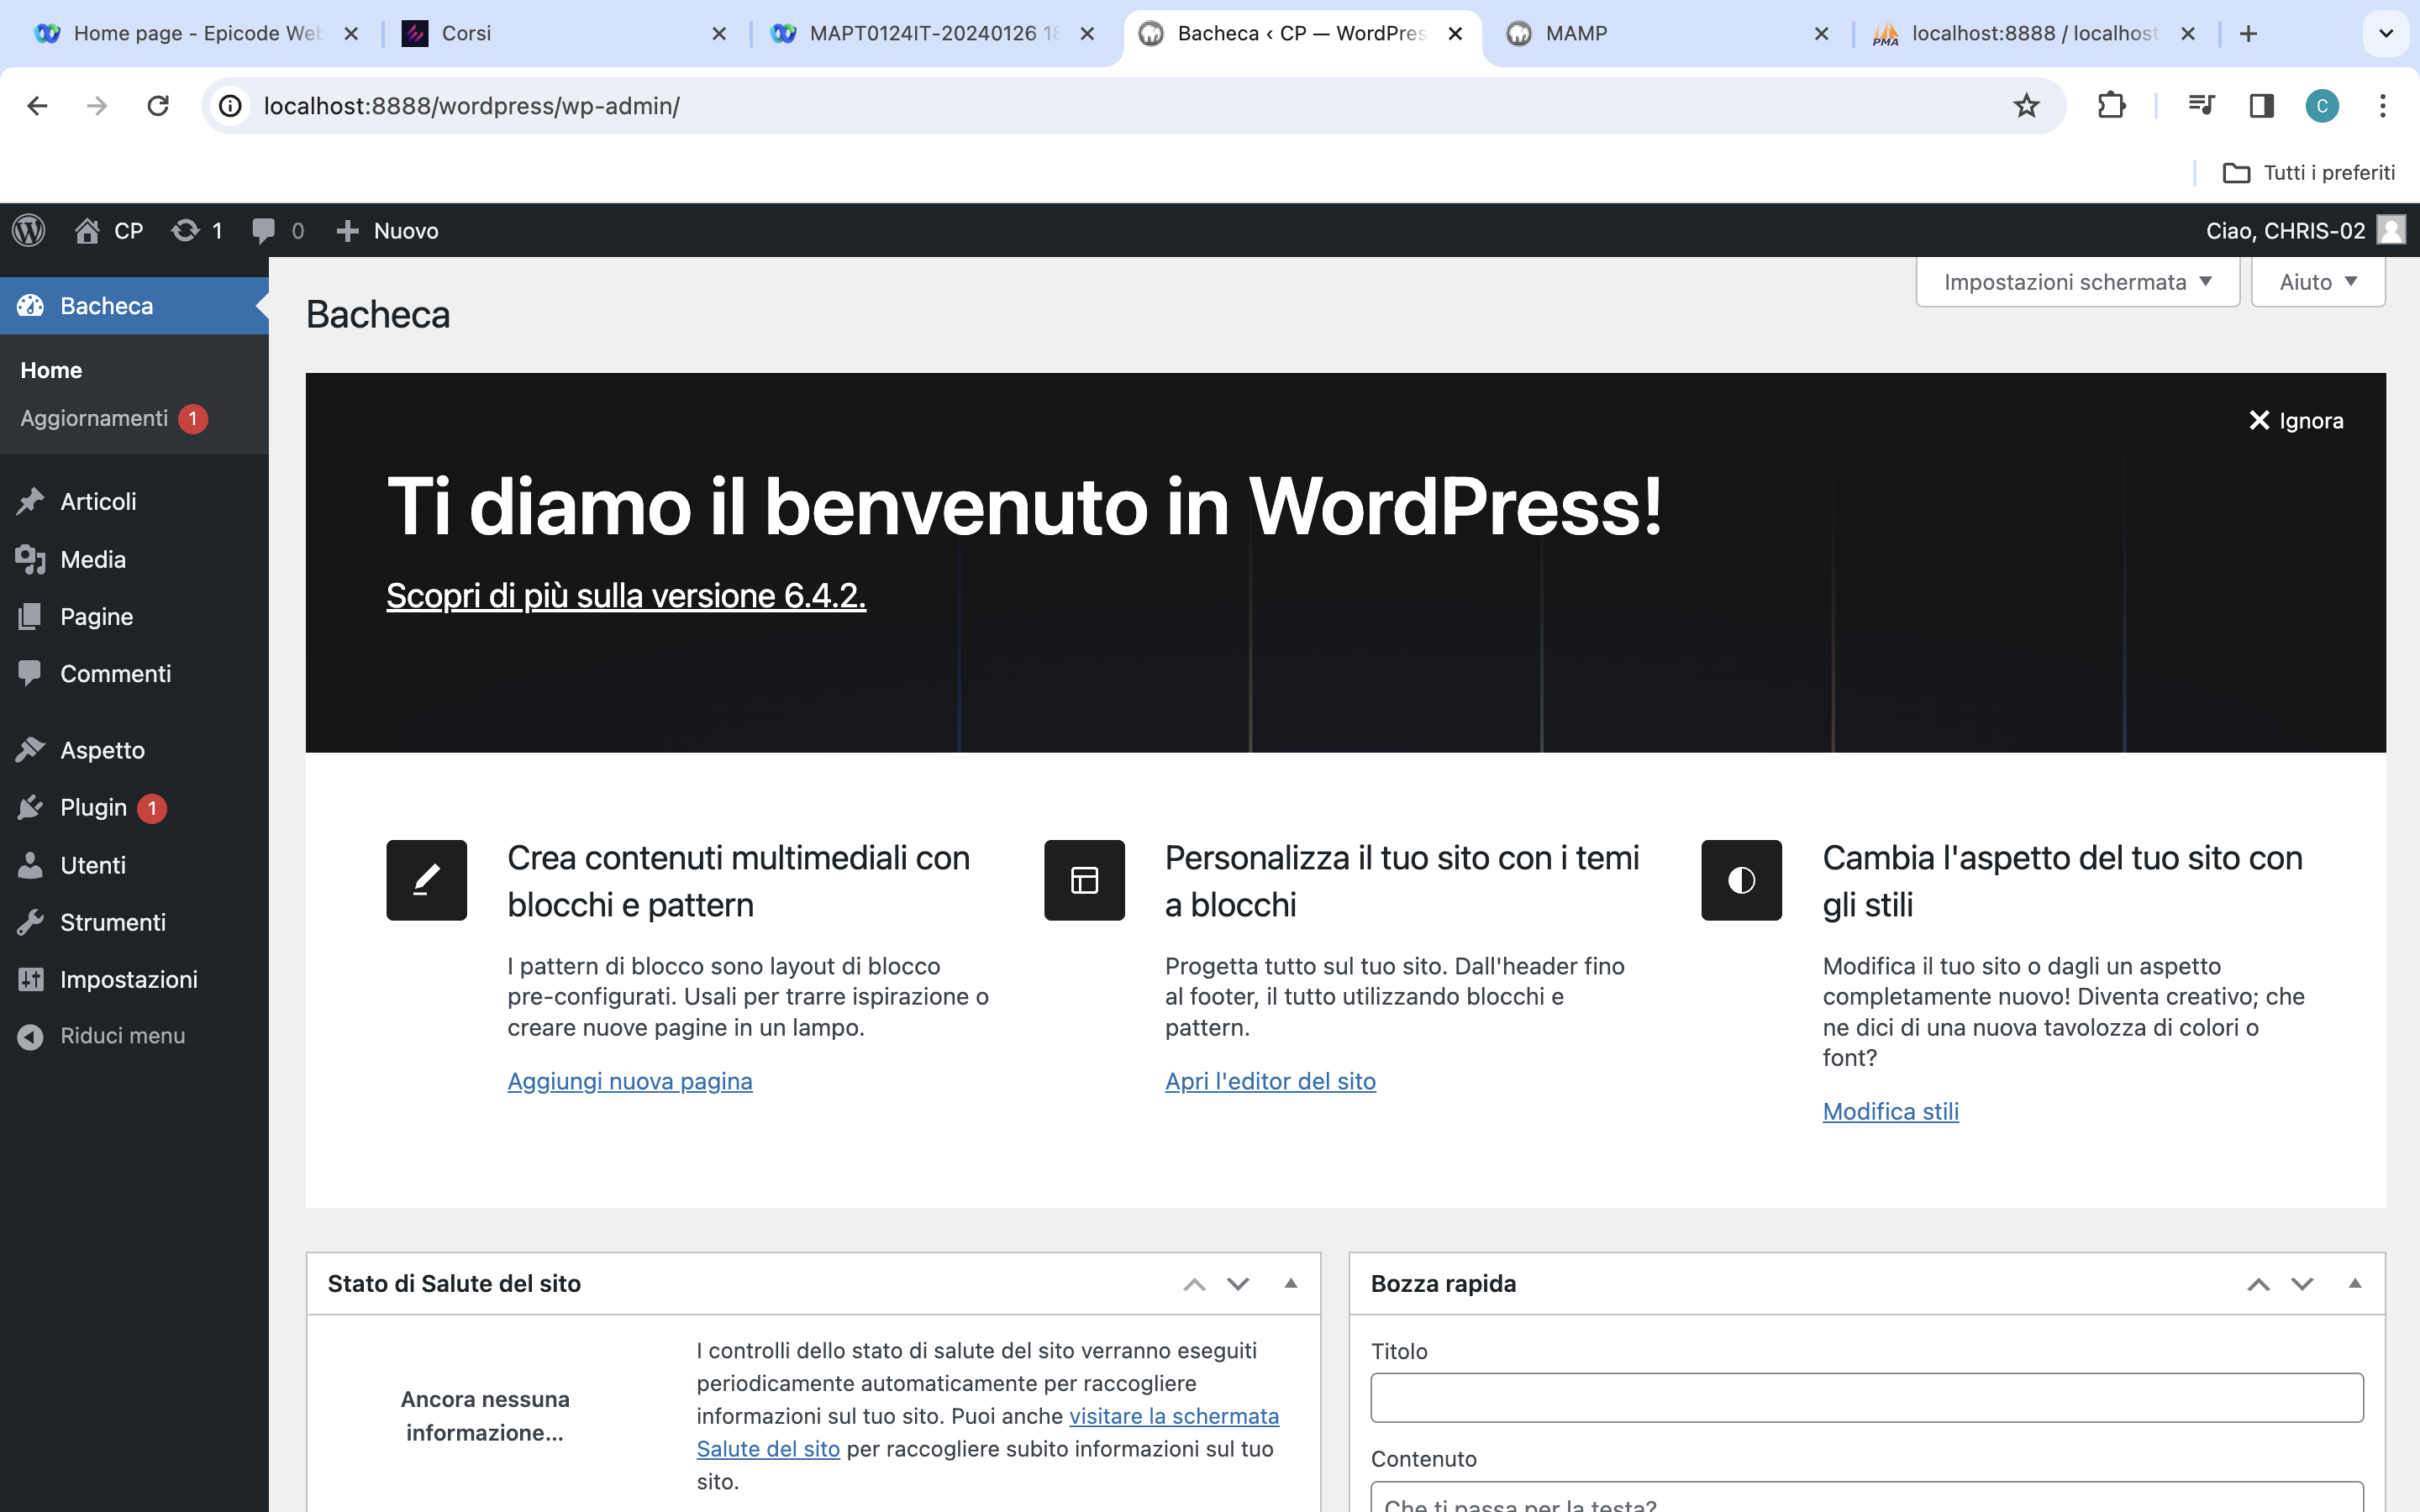 Home page - Epicode Web
Corsi
MAPT0124IT-20240126 18
Bacheca ‹ CP — WordPres
MAMP
localhost:8888 / localhost
localhost:8888/wordpress/wp-admin/
C
Tutti i preferiti
CP
1
0
Nuovo
Ciao, CHRIS-02
Impostazioni schermata
Aiuto
Bacheca
Home
Aggiornamenti 1
Articoli
Media
Pagine
Commenti
Aspetto
Plugin 1
Utenti
Strumenti
Impostazioni
Riduci menu
Bacheca
Ignora
Ti diamo il benvenuto in WordPress!
Scopri di più sulla versione 6.4.2.
Crea contenuti multimediali con
blocchi e pattern
I pattern di blocco sono layout di blocco
pre-configurati. Usali per trarre ispirazione o
creare nuove pagine in un lampo.
Aggiungi nuova pagina
Personalizza il tuo sito con i temi
a blocchi
Progetta tutto sul tuo sito. Dall'header fino
al footer, il tutto utilizzando blocchi e
pattern.
Apri l'editor del sito
Cambia l'aspetto del tuo sito con
gli stili
Modifica il tuo sito o dagli un aspetto
completamente nuovo! Diventa creativo; che
ne dici di una nuova tavolozza di colori o
font?
Modifica stili
Stato di Salute del sito
Ancora nessuna
informazione...
I controlli dello stato di salute del sito verranno eseguiti
periodicamente automaticamente per raccogliere
informazioni sul tuo sito. Puoi anche visitare la schermata
Salute del sito per raccogliere subito informazioni sul tuo
sito.
Bozza rapida
Titolo
Contenuto
Che ti passa per la testa?